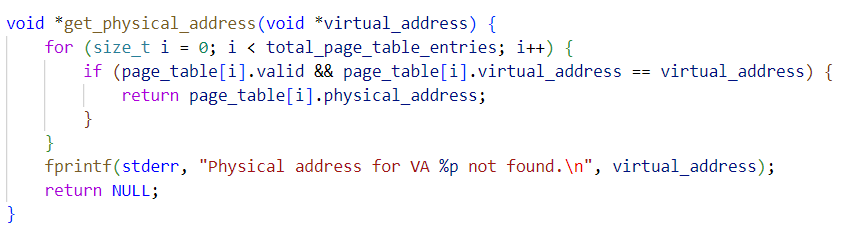 void *get_physical_address(void *virtual_address) {
    for (size_t i = 0; i < total_page_table_entries; i++) {
        if (page_table[i].valid && page_table[i].virtual_address == virtual_address) {
            return page_table[i].physical_address;
        }
    }
    fprintf(stderr, "Physical address for VA %p not found.\n", virtual_address);
    return NULL;
}